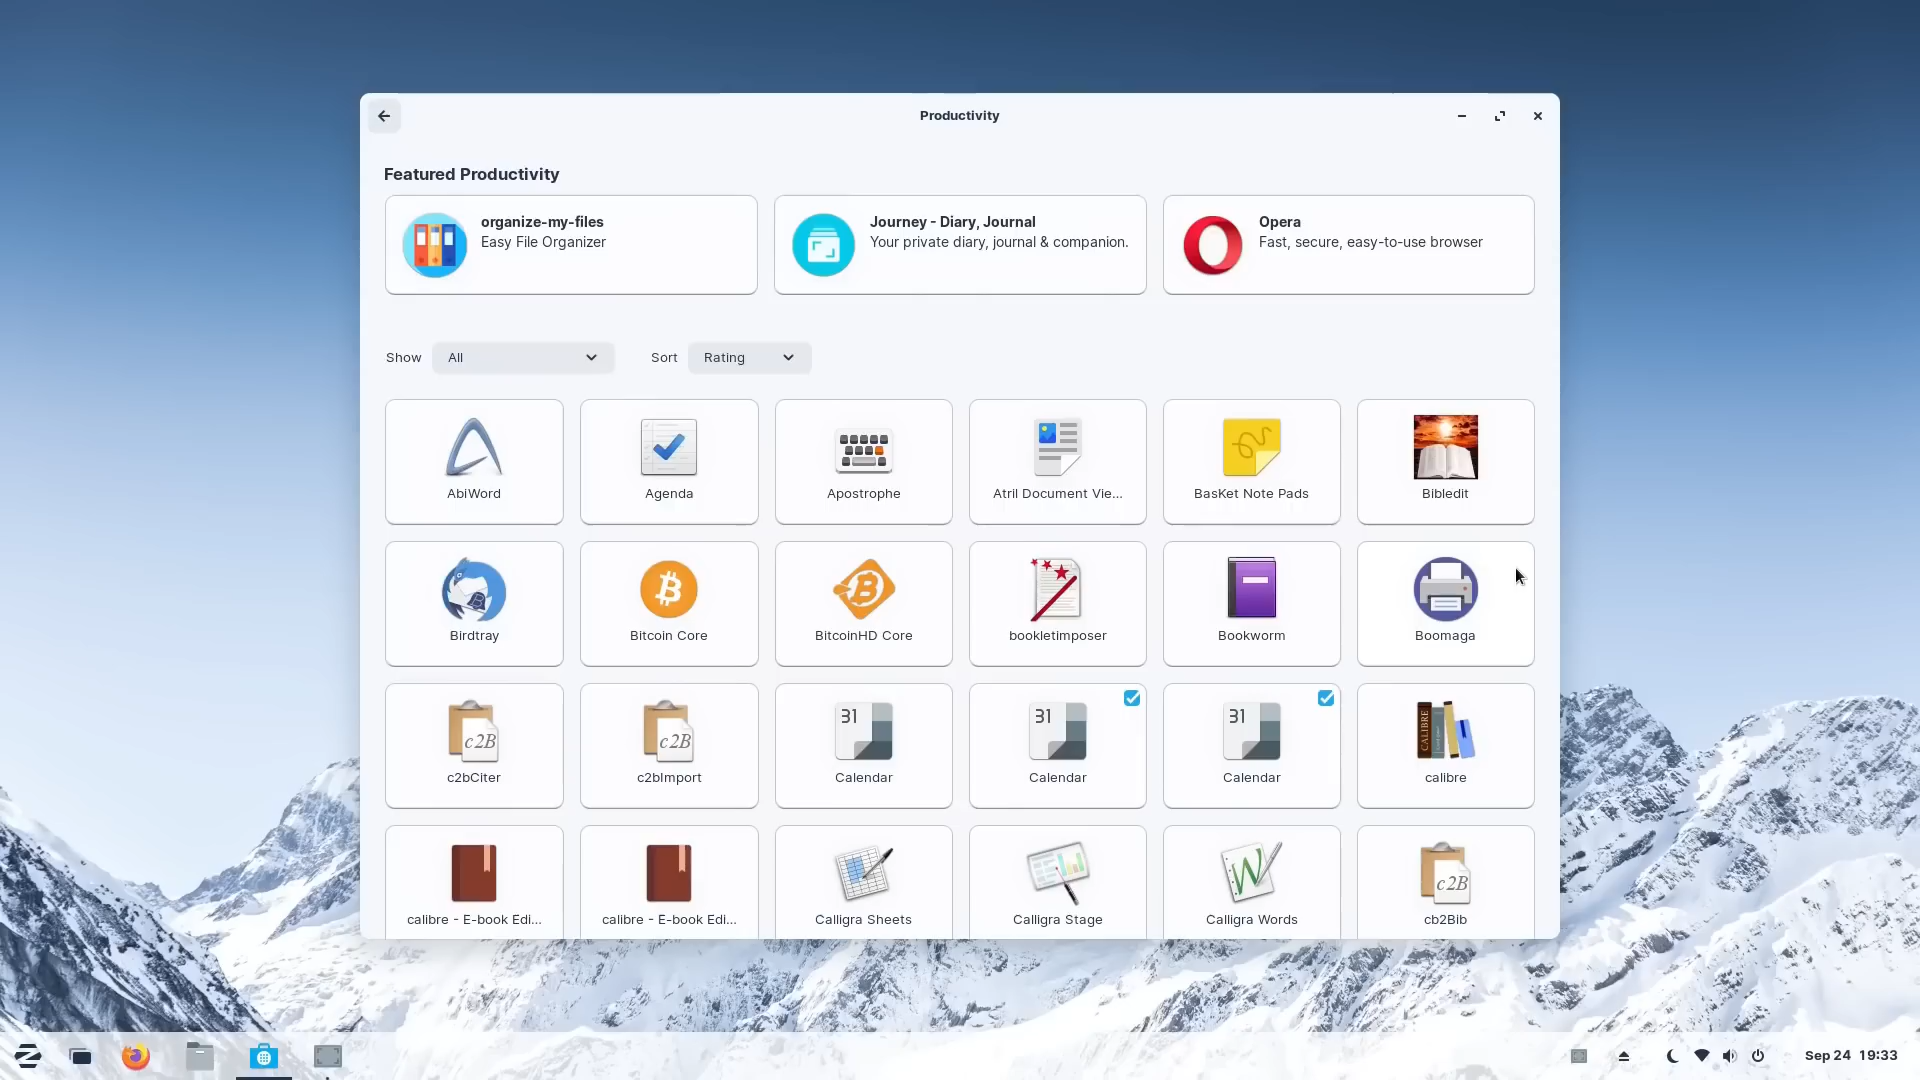 Productivity
Featured Productivity
organize-my-files
Easy File Organizer
Journey - Diary, Journal
Your private diary, journal & companion.
Opera
Fast, secure, easy-to-use browser
Show All Sort Rating
AbiWord
Agenda
Apostrophe
Atril Document Vie...
BasKet Note Pads
Bibledit
Birdtray
Bitcoin Core
BitcoinHD Core
bookletimposer
Bookworm
Boomaga
c2B
c2bCiter
c2B
c2bImport
31
Calendar
31
Calendar
31
Calendar
CALIBRE
calibre
calibre - E-book Edi...
calibre - E-book Edi...
Calligra Sheets
Calligra Stage
W
Calligra Words
c2B
cb2Bib
Sep 24 19:33